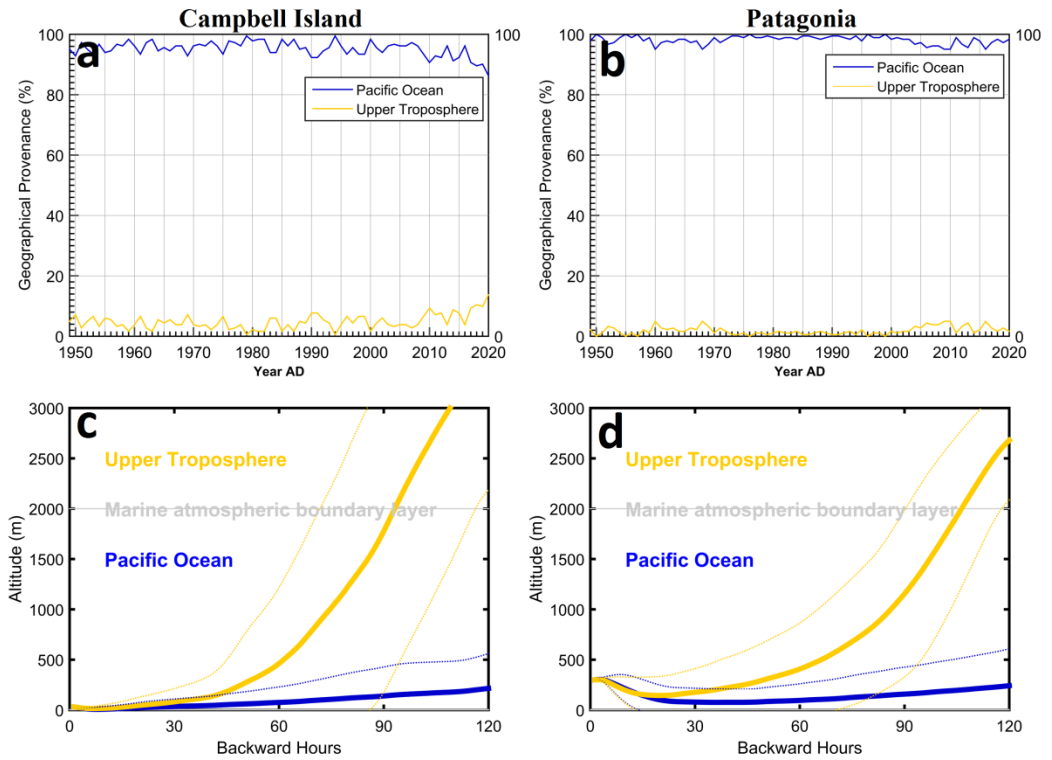 Campbell Island
Patagonia
a
100
80
60
40
20
0
100
0
Geographical Provenance (%)
Pacific Ocean
Upper Troposphere
1950 1960 1970 1980 1990 2000 2010 2020
Year AD
b
100
80
60
40
20
0
100
0
Geographical Provenance (%)
Pacific Ocean
Upper Troposphere
1950 1960 1970 1980 1990 2000 2010 2020
Year AD
c
3000
2500
2000
1500
1000
500
0
Altitude (m)
Upper Troposphere
Marine atmospheric boundary layer
Pacific Ocean
0 30 60 90 120
Backward Hours
d
3000
2500
2000
1500
1000
500
0
Altitude (m)
Upper Troposphere
Marine atmospheric boundary layer
Pacific Ocean
0 30 60 90 120
Backward Hours